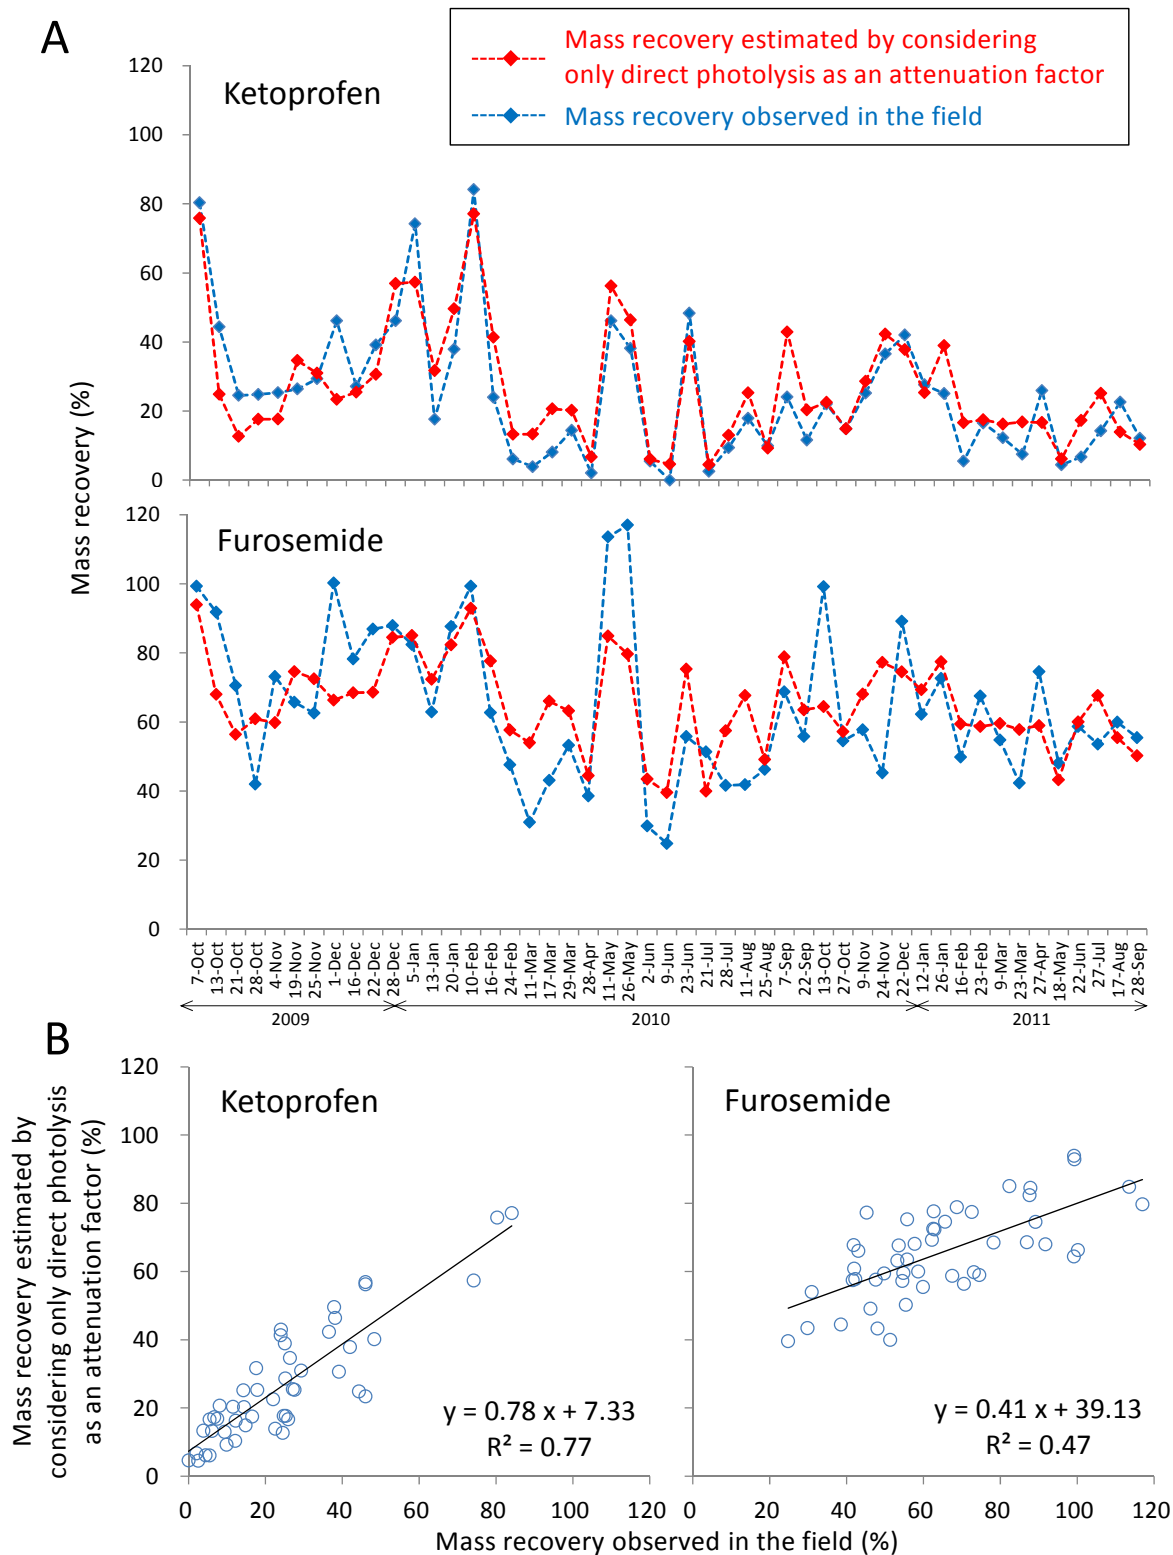 A
Mass recovery estimated by considering
only direct photolysis as an attenuation factor
Mass recovery observed in the field
Ketoprofen
120
100
80
60
40
20
0
Mass recovery (%)
Furosemide
120
100
80
60
40
20
0
7-Oct
13-Oct
21-Oct
28-Oct
4-Nov
19-Nov
25-Nov
1-Dec
16-Dec
22-Dec
28-Dec
5-Jan
13-Jan
20-Jan
10-Feb
16-Feb
24-Feb
11-Mar
17-Mar
29-Mar
28-Apr
11-May
26-May
2-Jun
9-Jun
23-Jun
21-Jul
28-Jul
11-Aug
25-Aug
7-Sep
22-Sep
13-Oct
27-Oct
9-Nov
24-Nov
22-Dec
12-Jan
26-Jan
16-Feb
23-Feb
9-Mar
23-Mar
27-Apr
18-May
22-Jun
27-Jul
17-Aug
28-Sep
2009
2010
2011
B
Mass recovery estimated by
considering only direct photolysis
as an attenuation factor (%)
120
100
80
60
40
20
0
Ketoprofen
y = 0.78 x + 7.33
R² = 0.77
0 20 40 60 80 100 120
Furosemide
y = 0.41 x + 39.13
R² = 0.47
0 20 40 60 80 100 120
Mass recovery observed in the field (%)